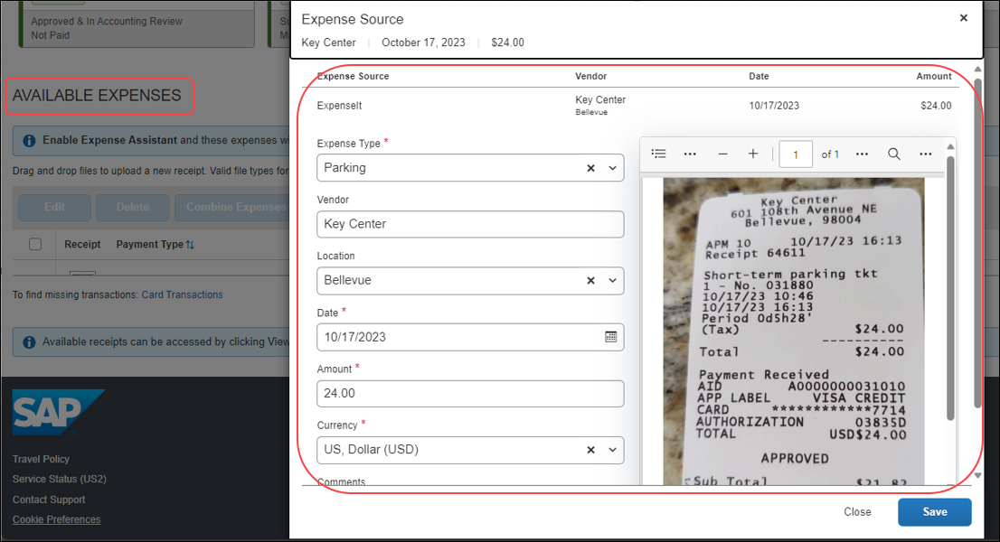 Approved & In Accounting Review
Not Paid
AVAILABLE EXPENSES
Enable Expense Assistant and these expenses
Drag and drop files to upload a new receipt. Valid file types for
Edit
Delete
Combine Expenses
Receipt
Payment Type
To find missing transactions: Card Transactions
Available receipts can be accessed by clicking View
SAP
Travel Policy
Service Status (US2)
Contact Support
Cookie Preferences
Expense Source
Key Center | October 17, 2023 | $24.00
Expense Source Vendor Date Amount
ExpenseIt Key Center 10/17/2023 $24.00
Bellevue
Expense Type *
Parking
Vendor
Key Center
Location
Bellevue
Date *
10/17/2023
Amount *
24.00
Currency *
US, Dollar (USD)
Comments
1 of 1
Key Center
601 108th Avenue NE
Bellevue, 98004
APM 10 10/17/23 16:13
Receipt 64611
Short-term parking tkt
1 - No. 031880
10/17/23 10:46
10/17/23 16:13
Period 0d5h28'
(Tax) $24.00
Total $24.00
Payment Received
AID A0000000031010
APP LABEL VISA CREDIT
CARD ************7714
AUTHORIZATION 03835D
TOTAL USD$24.00
APPROVED
Sub Total $21.82
Close
Save